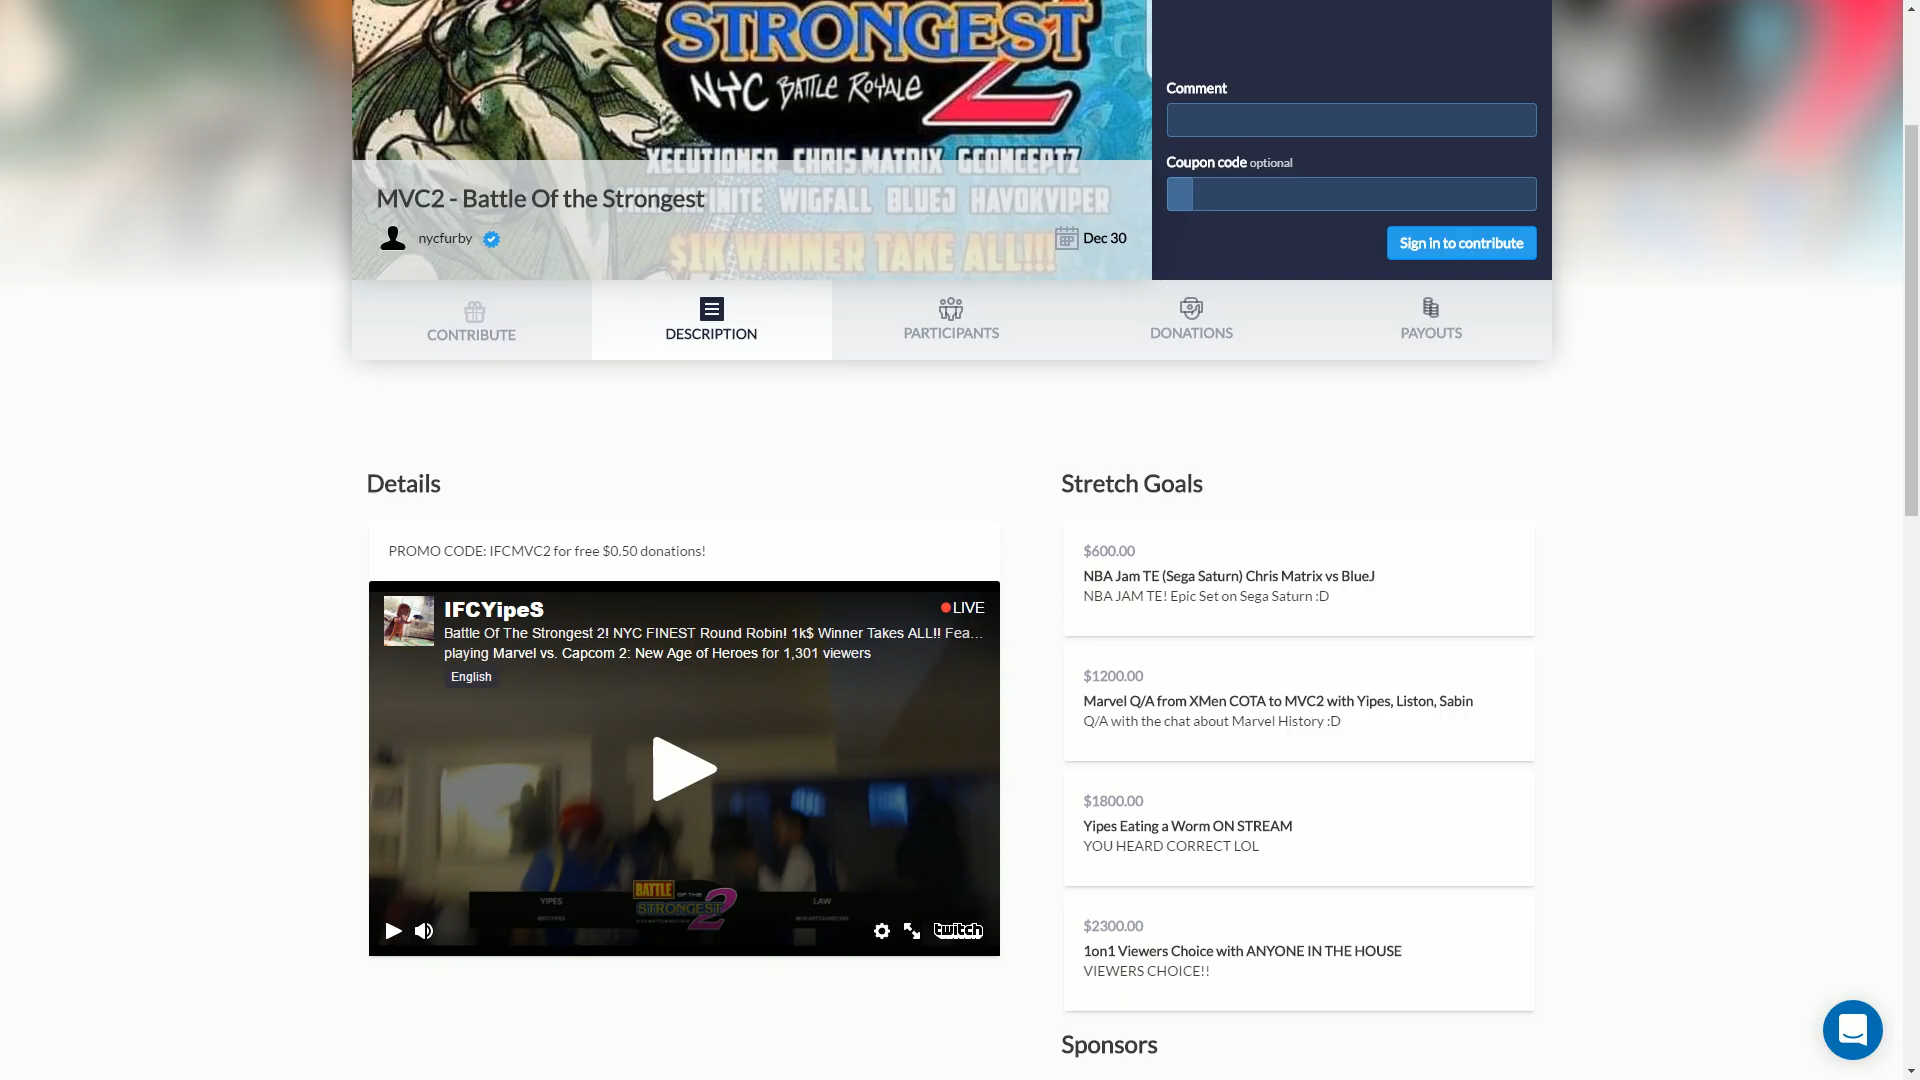 STRONGEST
2
NYC BATTLE ROYALE
XECUTIONER CHRIS MATRIX GCONCEPTZ
INITE WIGFALL BLUEJ HAVOKVIPER
$1K WINNER TAKE ALL!!!
MVC2 - Battle Of the Strongest
nycfurby
Dec 30
Comment
Coupon code optional
Sign in to contribute
CONTRIBUTE
DESCRIPTION
PARTICIPANTS
DONATIONS
PAYOUTS
Details
PROMO CODE: IFCMVC2 for free $0.50 donations!
IFCYipeS
LIVE
Battle Of The Strongest 2! NYC FINEST Round Robin! 1k$ Winner Takes ALL!! Fea...
playing Marvel vs. Capcom 2: New Age of Heroes for 1,301 viewers
English
YIPES
@IFCYIPES
BATTLE OF THE
STRONGEST 2
LAW
twitch
Stretch Goals
$600.00
NBA Jam TE (Sega Saturn) Chris Matrix vs BlueJ
NBA JAM TE! Epic Set on Sega Saturn :D
$1200.00
Marvel Q/A from XMen COTA to MVC2 with Yipes, Liston, Sabin
Q/A with the chat about Marvel History :D
$1800.00
Yipes Eating a Worm ON STREAM
YOU HEARD CORRECT LOL
$2300.00
1on1 Viewers Choice with ANYONE IN THE HOUSE
VIEWERS CHOICE!!
Sponsors